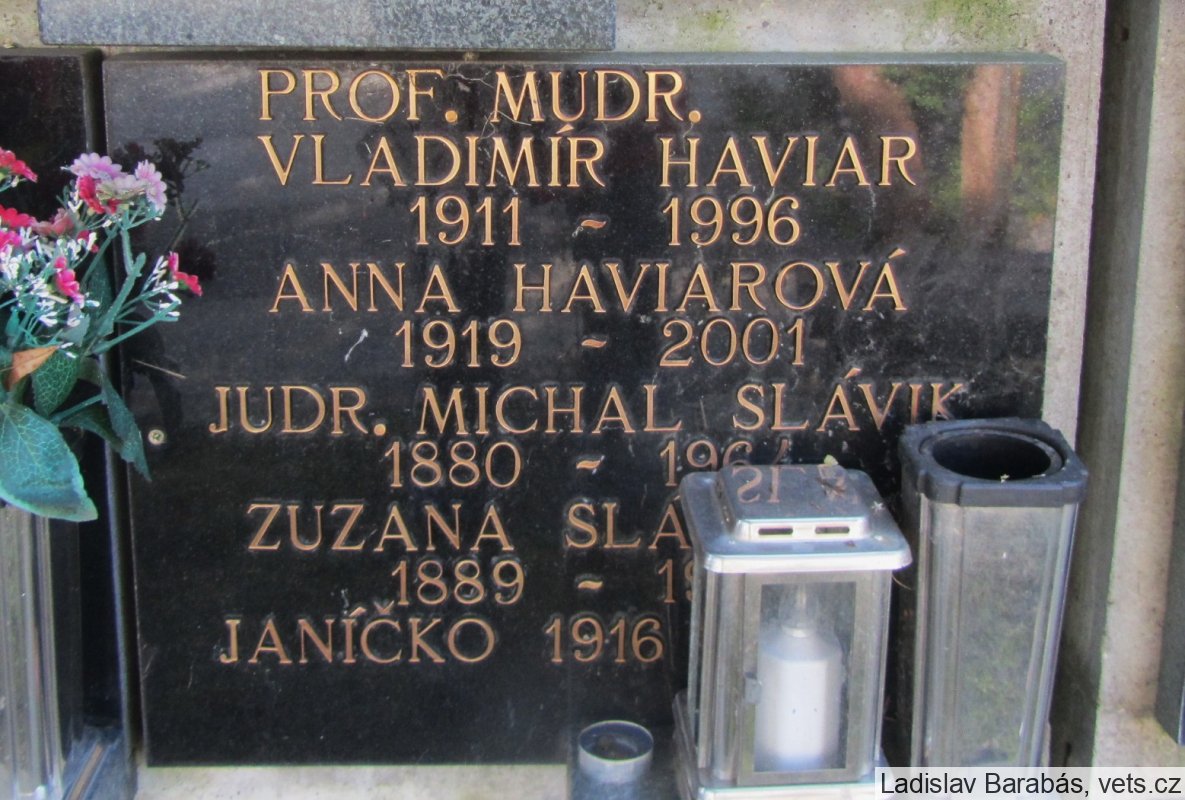 PROF. MUDR.
VLADIMÍR HAVIAR
1911 - 1996
ANNA HAVIAROVÁ
1919 - 2001
JUDR. MICHAL SLÁVIK
1880 -
ZUZANA
1889 -
JANÍČKO 1916
Ladislav Barabás, vets.cz